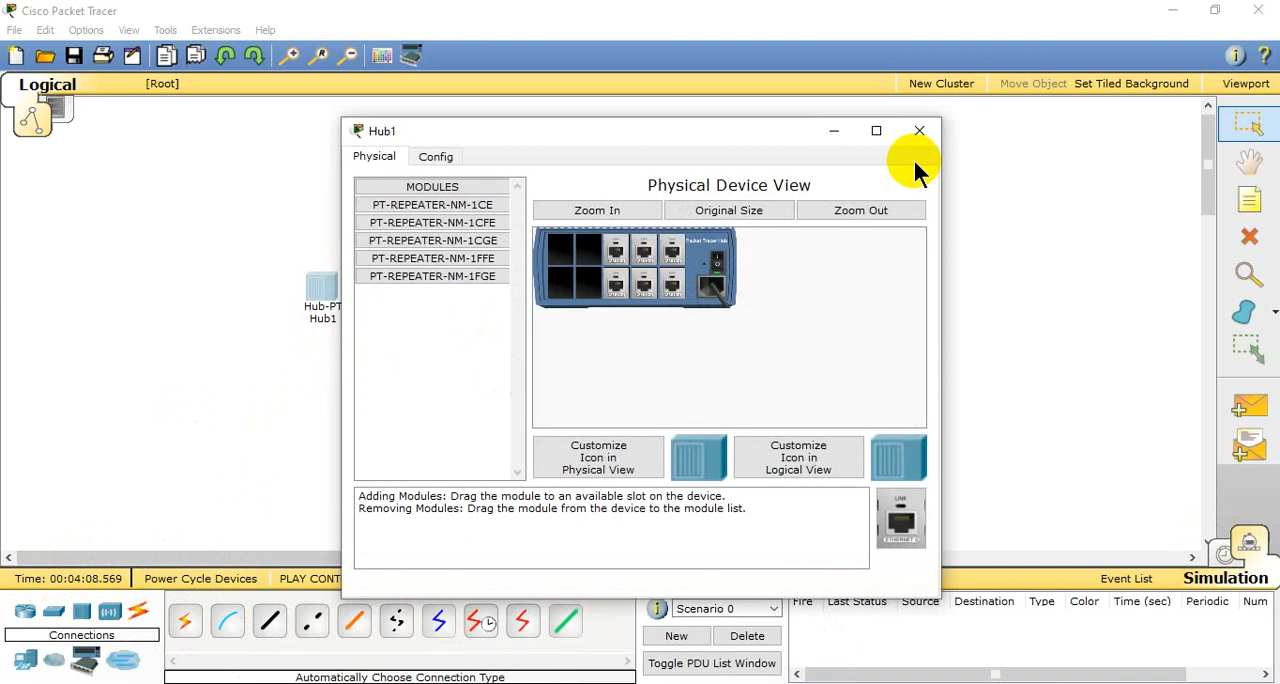 Cisco Packet Tracer
File Edit Options View Tools Extensions Help
Logical [Root] New Cluster Move Object Set Tiled Background Viewport
Hub1
Physical Config
MODULES
PT-REPEATER-NM-1CE
PT-REPEATER-NM-1CFE
PT-REPEATER-NM-1CGE
PT-REPEATER-NM-1FFE
PT-REPEATER-NM-1FGE
Physical Device View
Zoom In Original Size Zoom Out
Packet Tracer Hub
Hub-PT
Hub1
Customize
Icon in
Physical View
Customize
Icon in
Logical View
Adding Modules: Drag the module to an available slot on the device.
Removing Modules: Drag the module from the device to the module list.
LINK
Time: 00:04:08.569 Power Cycle Devices PLAY CONT
Event List Simulation
Connections
Automatically Choose Connection Type
Scenario 0
New Delete
Toggle PDU List Window
Fire Last Status Source Destination Type Color Time (sec) Periodic Num